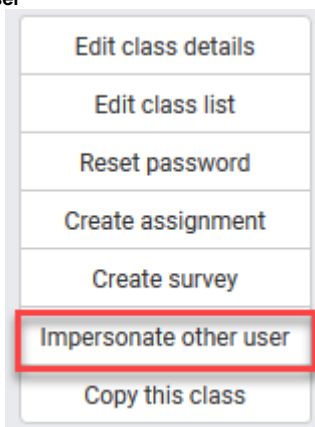 Edit class details
Edit class list
Reset password
Create assignment
Create survey
Impersonate other user
Copy this class